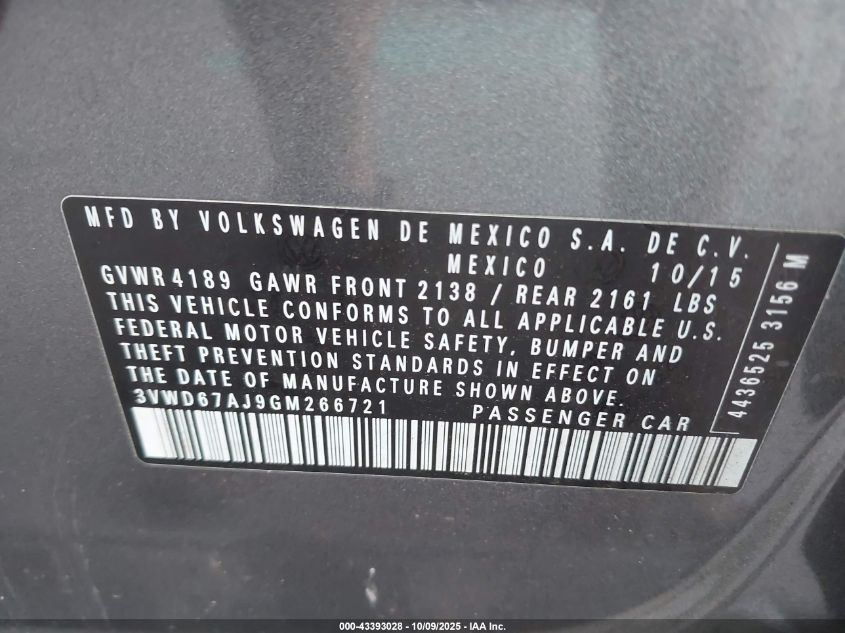 MFD BY VOLKSWAGEN DE MEXICO S.A. DE C.V.
MEXICO 10/15
GVWR 4189 GAWR FRONT 2138 / REAR 2161 LBS
THIS VEHICLE CONFORMS TO ALL APPLICABLE U.S.
FEDERAL MOTOR VEHICLE SAFETY, BUMPER AND
THEFT PREVENTION STANDARDS IN EFFECT ON
THE DATE OF MANUFACTURE SHOWN ABOVE.
3VWD67AJ9GM266721 PASSENGER CAR
4436525 3156 M
000-43393028 - 10/09/2025 - IAA Inc.